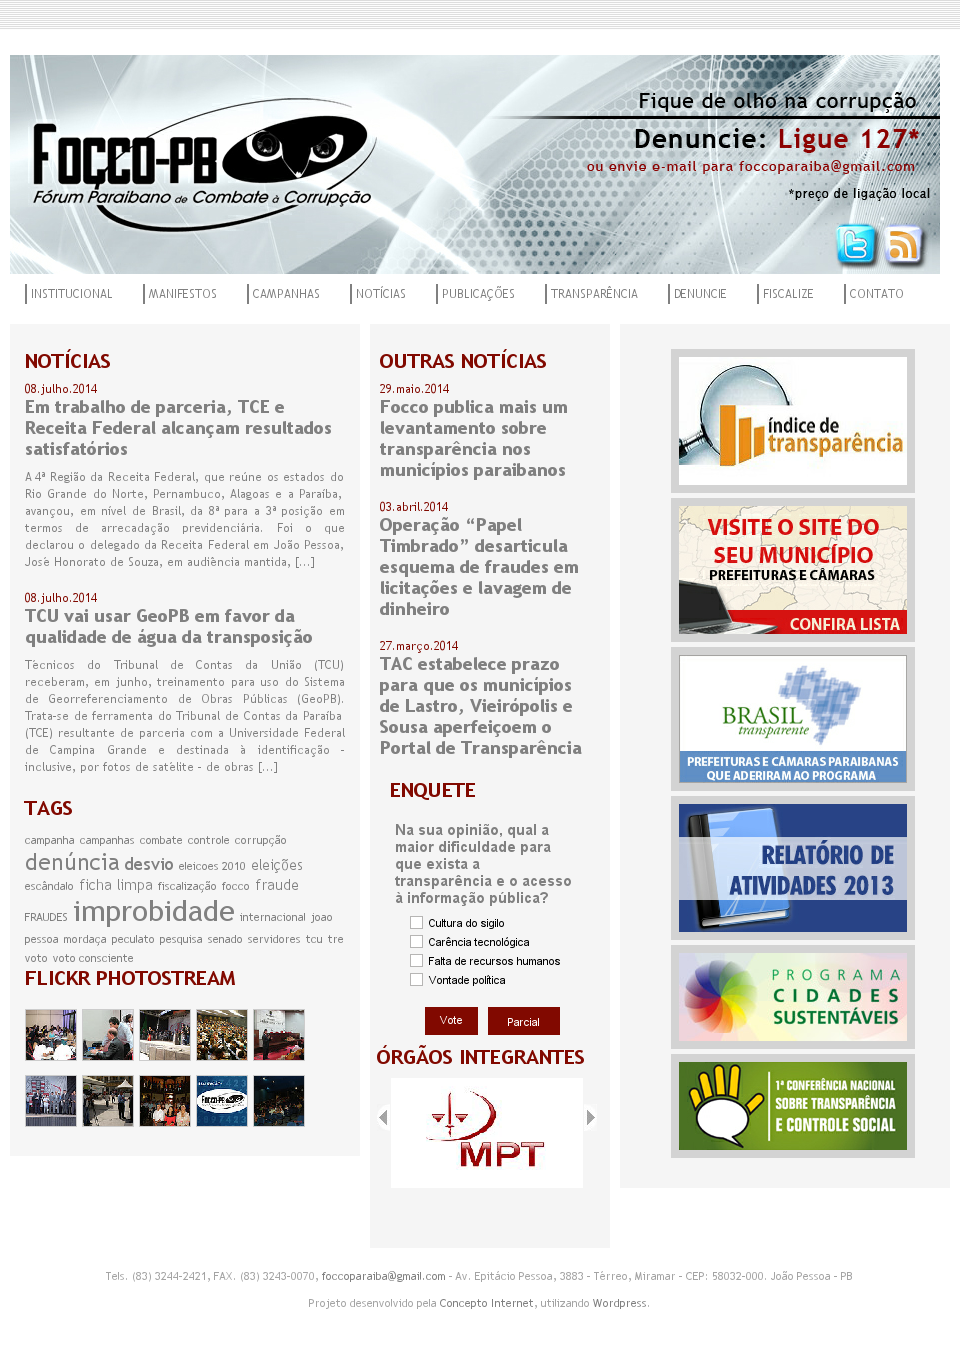 Focco-PB
Fórum Paraibano de Combate à Corrupção
Fique de olho na corrupção
Denuncie: Ligue 127*
ou envie e-mail para foccoparaiba@gmail.com
*preço de ligação local
INSTITUCIONAL
MANIFESTOS
CAMPANHAS
NOTÍCIAS
PUBLICAÇÕES
TRANSPARÊNCIA
DENUNCIE
FISCALIZE
CONTATO
NOTÍCIAS
08.julho.2014
Em trabalho de parceria, TCE e
Receita Federal alcançam resultados
satisfatórios
A 4ª Região da Receita Federal, que reúne os estados do
Rio Grande do Norte, Pernambuco, Alagoas e a Paraíba,
avançou, em nível de Brasil, da 8ª para a 3ª posição em
termos de arrecadação previdenciária. Foi o que
declarou o delegado da Receita Federal em João Pessoa,
José Honorato de Souza, em audiência mantida, [...]
08.julho.2014
TCU vai usar GeoPB em favor da
qualidade de água da transposição
Técnicos do Tribunal de Contas da União (TCU)
receberam, em junho, treinamento para uso do Sistema
de Georreferenciamento de Obras Públicas (GeoPB).
Trata-se de ferramenta do Tribunal de Contas da Paraíba
(TCE) resultante de parceria com a Universidade Federal
de Campina Grande e destinada à identificação -
inclusive, por fotos de satélite - de obras [...]
TAGS
campanha campanhas combate controle corrupção
denúncia desvio eleicoes 2010 eleições
escândalo ficha limpa fiscalização focco fraude
FRAUDES improbidade internacional joao
pessoa mordaça peculato pesquisa senado servidores tcu tre
voto voto consciente
FLICKR PHOTOSTREAM
OUTRAS NOTÍCIAS
29.maio.2014
Focco publica mais um
levantamento sobre
transparência nos
municípios paraibanos
03.abril.2014
Operação “Papel
Timbrado” desarticula
esquema de fraudes em
licitações e lavagem de
dinheiro
27.março.2014
TAC estabelece prazo
para que os municípios
de Lastro, Vieirópolis e
Sousa aperfeiçoem o
Portal de Transparência
ENQUETE
Na sua opinião, qual a
maior dificuldade para
que exista a
transparência e o acesso
à informação pública?
Cultura do sigilo
Carência tecnológica
Falta de recursos humanos
Vontade política
Vote
Parcial
ÓRGÃOS INTEGRANTES
MPT
índice de
transparência
VISITE O SITE DO
SEU MUNICÍPIO
PREFEITURAS E CÂMARAS
CONFIRA LISTA
BRASIL
transparente
PREFEITURAS E CÂMARAS PARAIBANAS
QUE ADERIRAM AO PROGRAMA
RELATÓRIO DE
ATIVIDADES 2013
PROGRAMA
CIDADES
SUSTENTÁVEIS
1ª CONFERÊNCIA NACIONAL
SOBRE TRANSPARÊNCIA
E CONTROLE SOCIAL
Tels. (83) 3244-2421, FAX. (83) 3243-0070, foccoparaiba@gmail.com - Av. Epitácio Pessoa, 3883 - Térreo, Miramar - CEP: 58032-000. João Pessoa - PB
Projeto desenvolvido pela Concepto Internet, utilizando Wordpress.